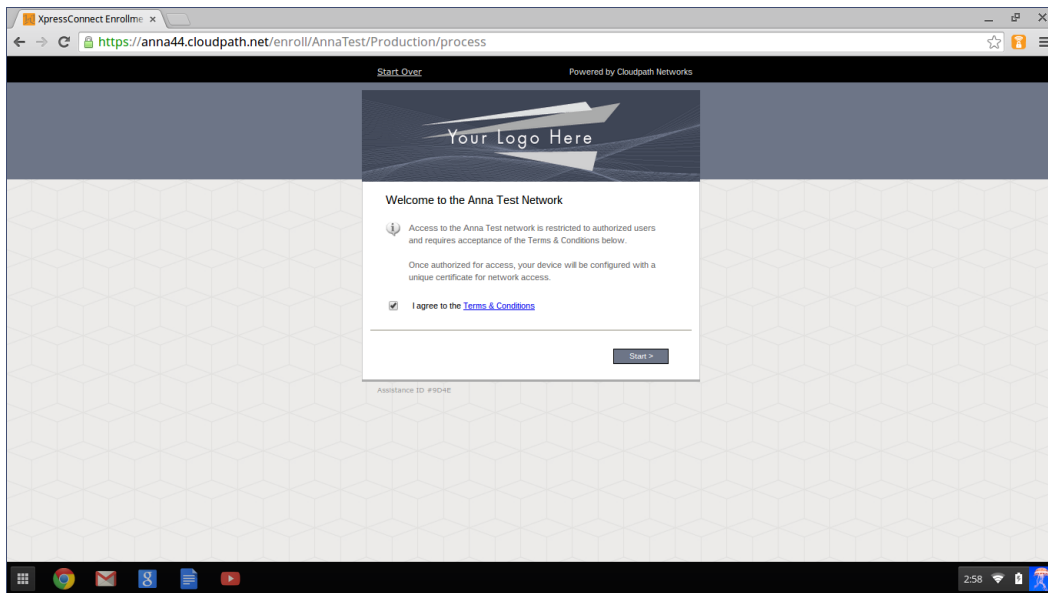 XpressConnect Enrollme
https://anna44.cloudpath.net/enroll/AnnaTest/Production/process
Start Over
Powered by Cloudpath Networks
Your Logo Here
Welcome to the Anna Test Network
Access to the Anna Test network is restricted to authorized users
and requires acceptance of the Terms & Conditions below.
Once authorized for access, your device will be configured with a
unique certificate for network access.
I agree to the Terms & Conditions
Start >
Assistance ID #9D4E
8
2:58